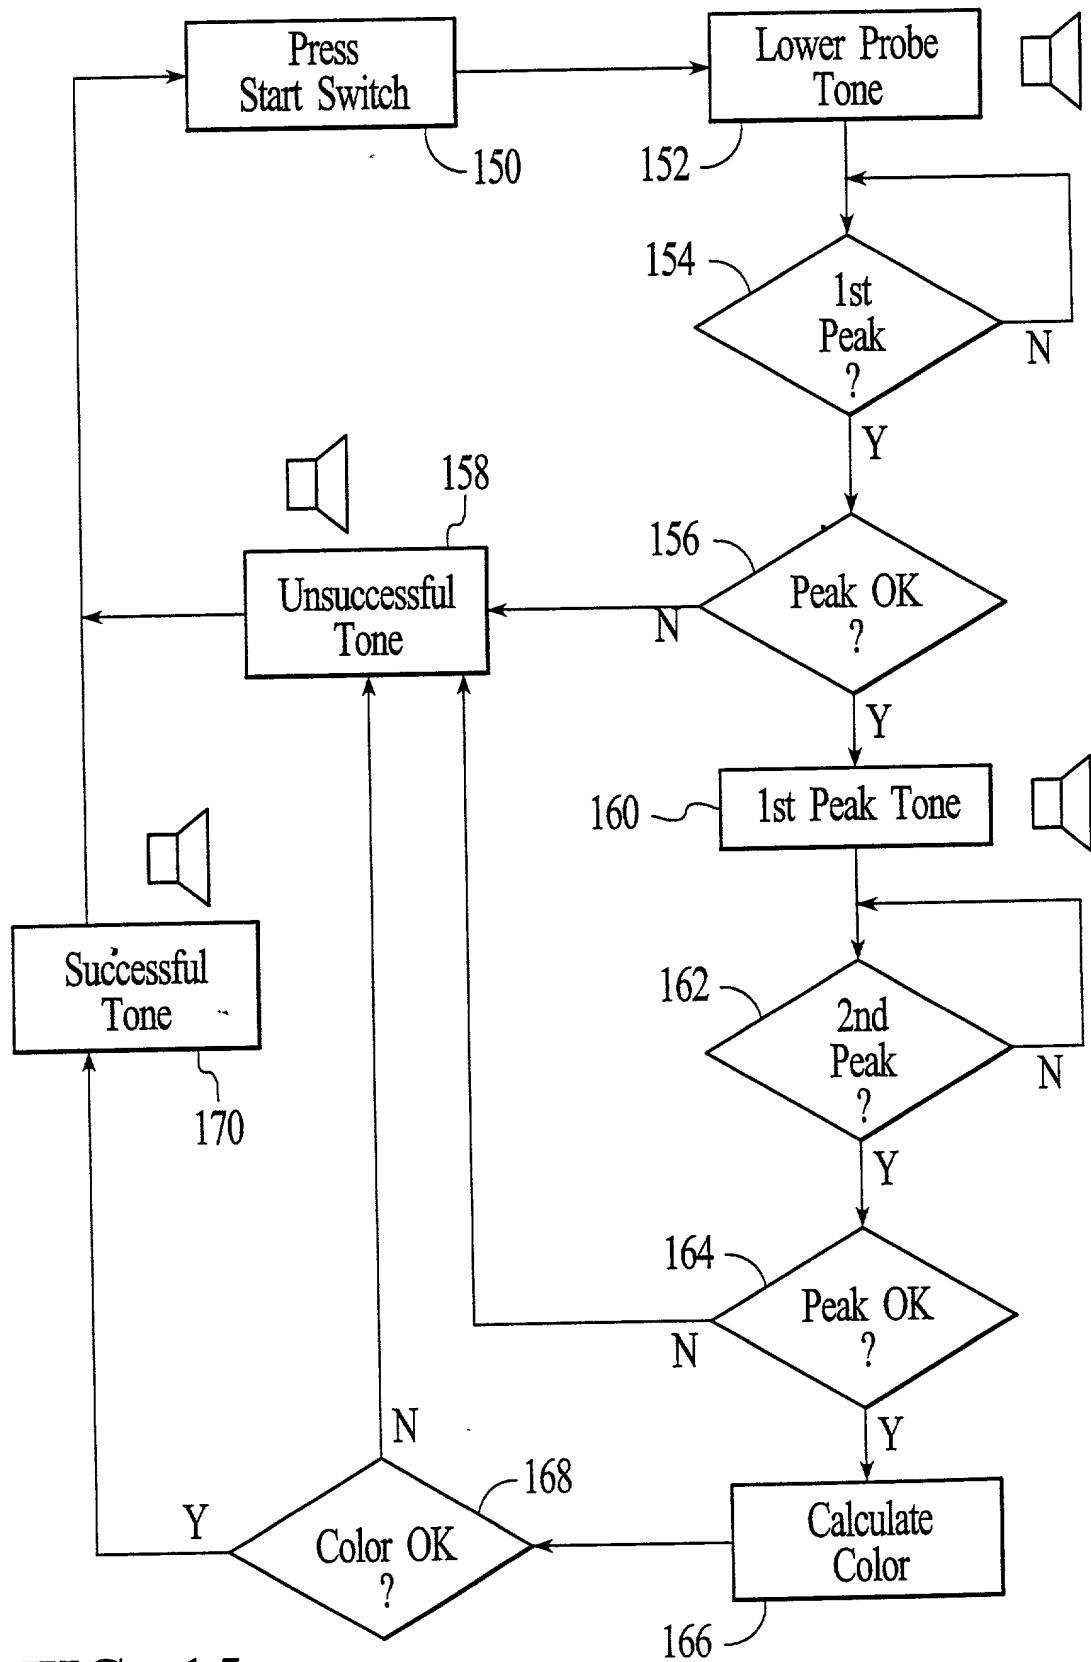 Press
Start Switch
150
Lower Probe
Tone
152
154
1st
Peak
?
N
Y
158
Unsuccessful
Tone
156
Peak OK
?
N
Y
160
1st Peak Tone
Successful
Tone
170
162
2nd
Peak
?
N
Y
164
Peak OK
?
N
Y
N
168
Y
Color OK
?
Calculate
Color
166